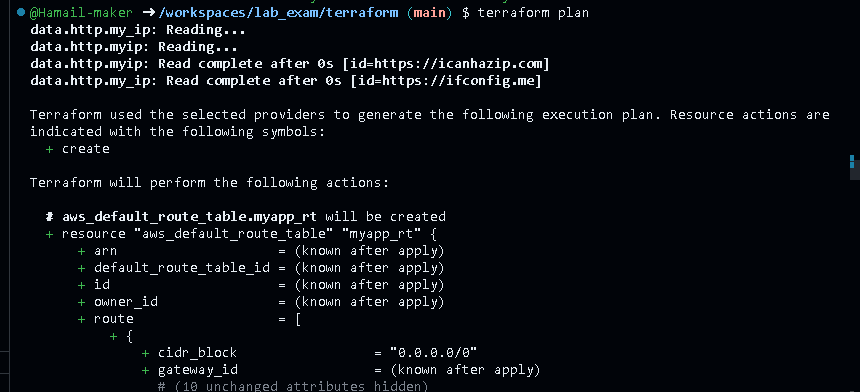 @Hamail-maker ➜/workspaces/lab_exam/terraform (main) $ terraform plan
data.http.my_ip: Reading...
data.http.myip: Reading...
data.http.myip: Read complete after 0s [id=https://icanhazip.com]
data.http.my_ip: Read complete after 0s [id=https://ifconfig.me]
Terraform used the selected providers to generate the following execution plan. Resource actions are
indicated with the following symbols:
+ create
Terraform will perform the following actions:
# aws_default_route_table.myapp_rt will be created
+ resource "aws_default_route_table" "myapp_rt" {
+ arn = (known after apply)
+ default_route_table_id = (known after apply)
+ id = (known after apply)
+ owner_id = (known after apply)
+ route = [
+ {
+ cidr_block = "0.0.0.0/0"
+ gateway_id = (known after apply)
# (10 unchanged attributes hidden)